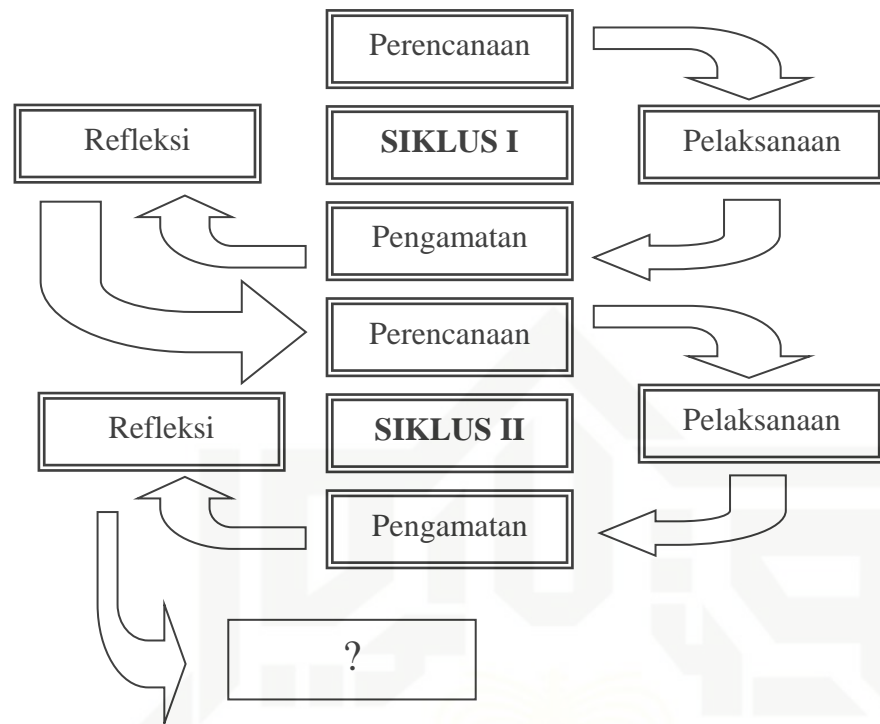 Perencanaan
Refleksi
SIKLUS I
Pelaksanaan
Pengamatan
Perencanaan
Refleksi
SIKLUS II
Pelaksanaan
Pengamatan
?